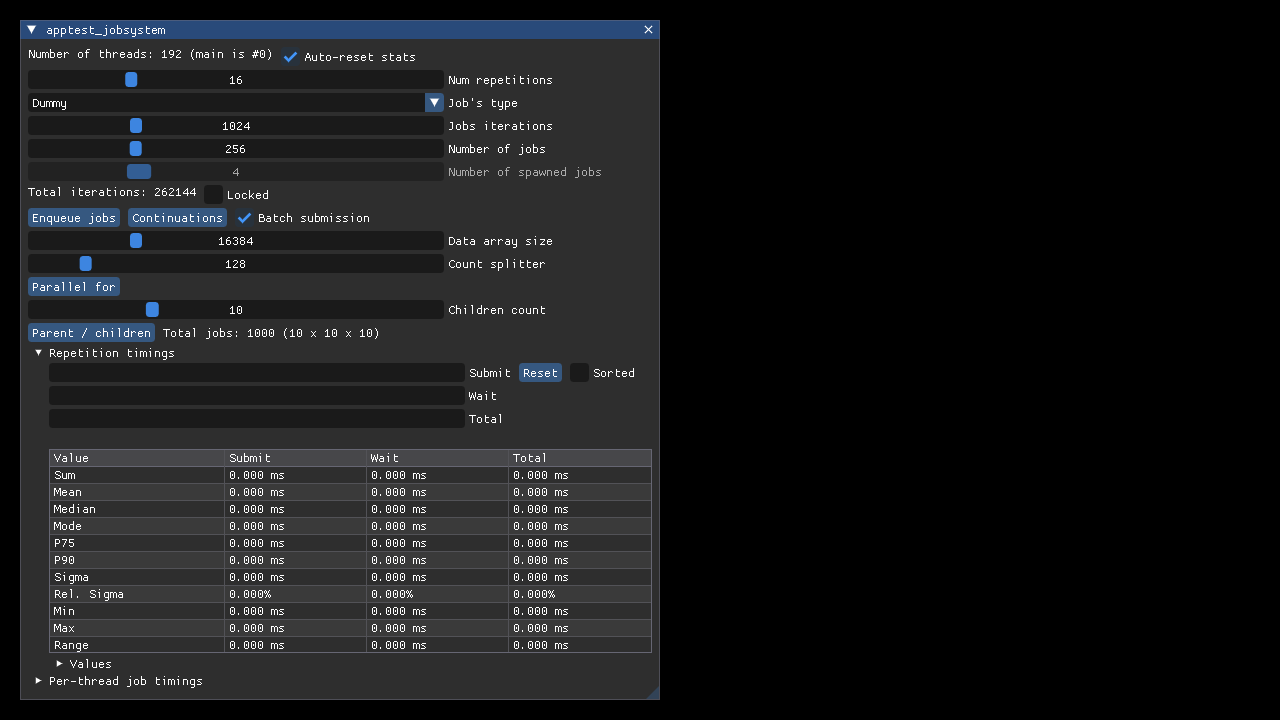 apptest_jobsystem
Number of threads: 192 (main is #0) Auto-reset stats
16 Num repetitions
Dummy Job's type
1024 Jobs iterations
256 Number of jobs
4 Number of spawned jobs
Total iterations: 262144 Locked
Enqueue jobs Continuations Batch submission
16384 Data array size
128 Count splitter
Parallel for
10 Children count
Parent / children Total jobs: 1000 (10 x 10 x 10)
Repetition timings
Submit Reset Sorted
Wait
Total
Value Submit Wait Total
Sum 0.000 ms 0.000 ms 0.000 ms
Mean 0.000 ms 0.000 ms 0.000 ms
Median 0.000 ms 0.000 ms 0.000 ms
Mode 0.000 ms 0.000 ms 0.000 ms
P75 0.000 ms 0.000 ms 0.000 ms
P90 0.000 ms 0.000 ms 0.000 ms
Sigma 0.000 ms 0.000 ms 0.000 ms
Rel. Sigma 0.000% 0.000% 0.000%
Min 0.000 ms 0.000 ms 0.000 ms
Max 0.000 ms 0.000 ms 0.000 ms
Range 0.000 ms 0.000 ms 0.000 ms
Values
Per-thread job timings